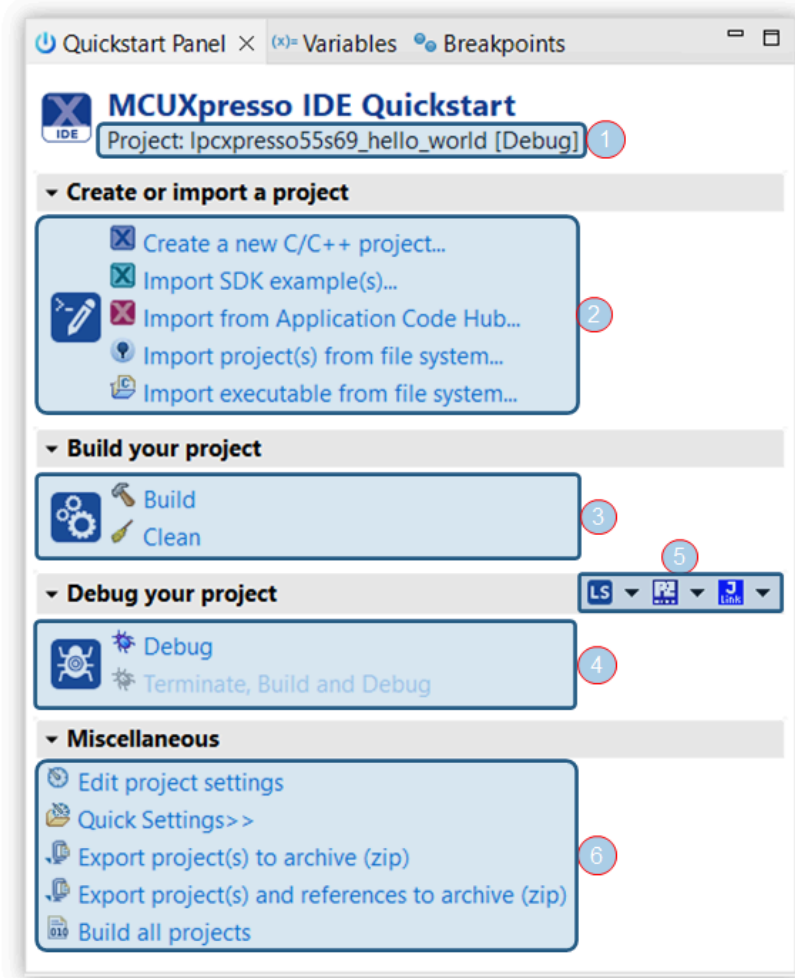 Quickstart Panel (x)= Variables Breakpoints
MCUXpresso IDE Quickstart
IDE
Project: lpcxpresso55s69_hello_world [Debug] 1
Create or import a project
Create a new C/C++ project...
Import SDK example(s)...
Import from Application Code Hub... 2
Import project(s) from file system...
Import executable from file system...
Build your project
Build
3
Clean
5
Debug your project LS PE J Link
Debug
4
Terminate, Build and Debug
Miscellaneous
Edit project settings
Quick Settings>>
Export project(s) to archive (zip) 6
Export project(s) and references to archive (zip)
010 Build all projects